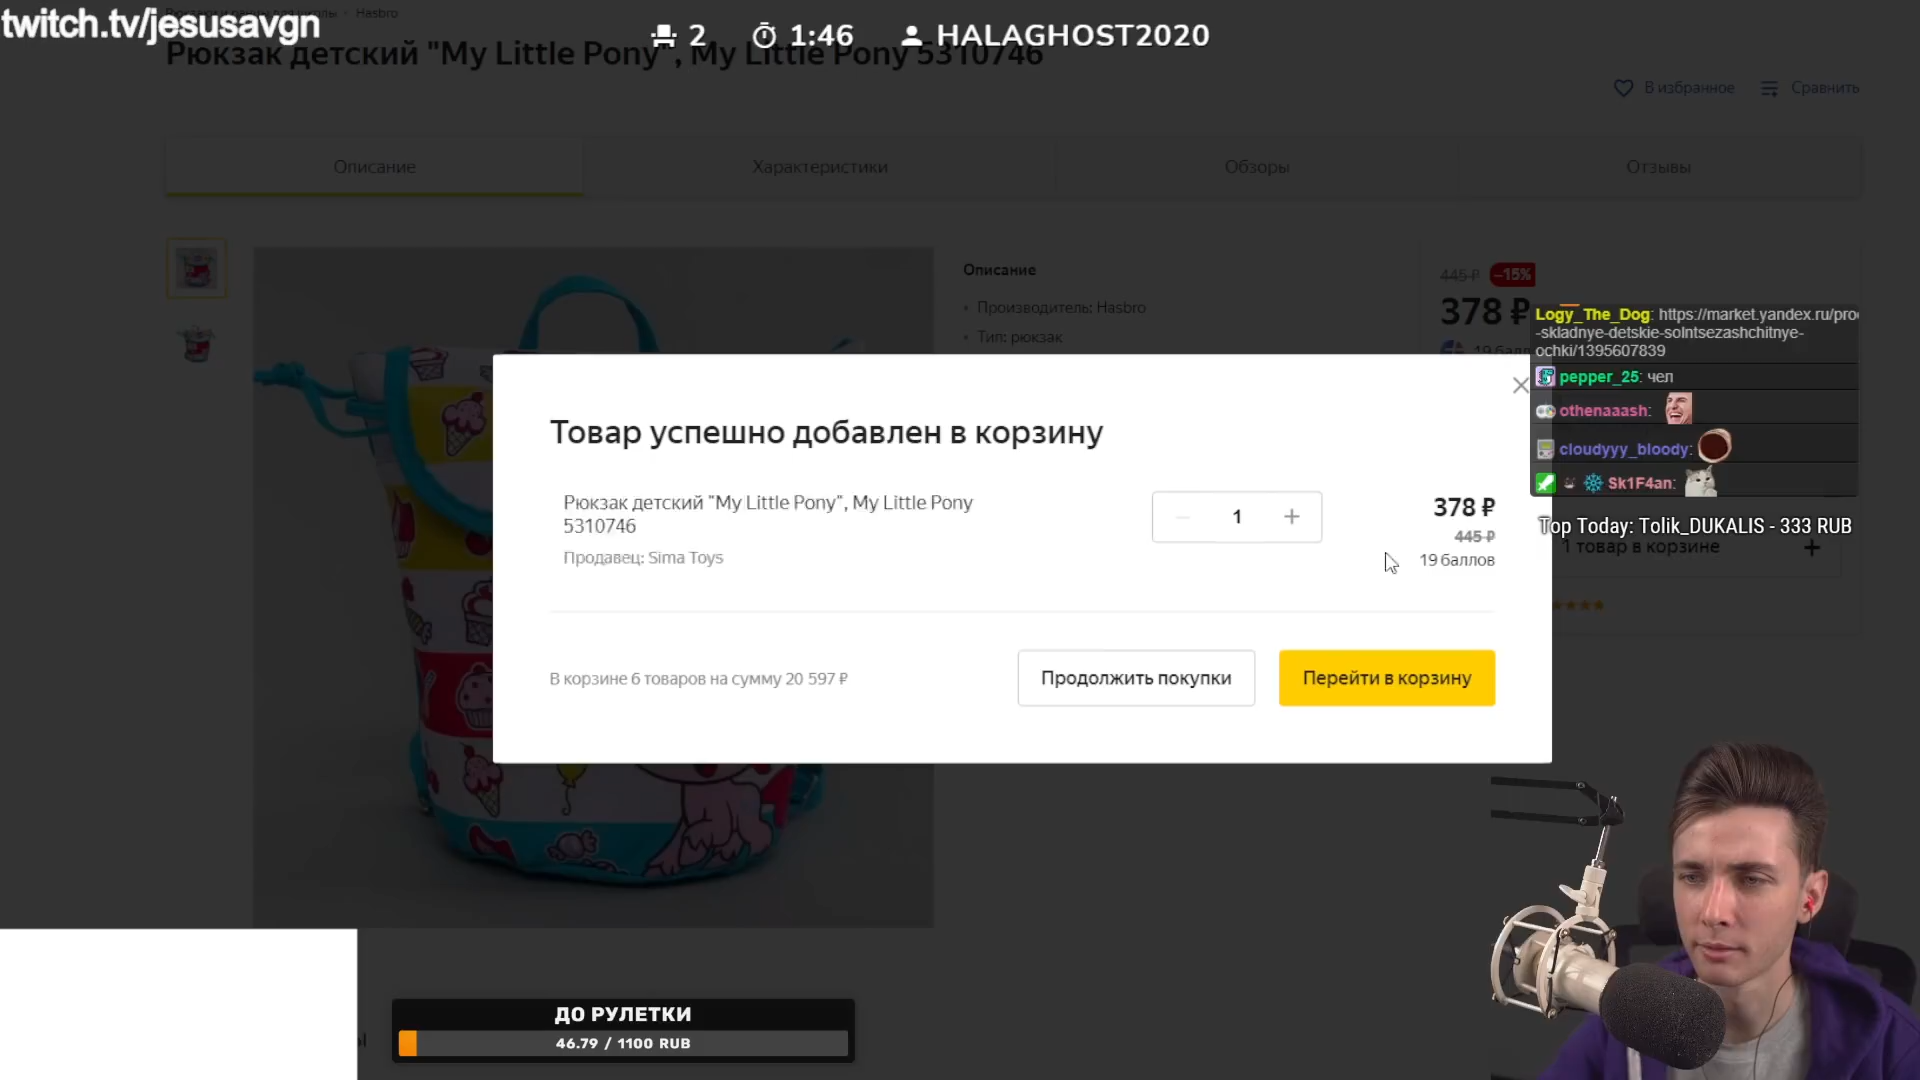 twitch.tv/jesusavgn
Hasbro
2
1:46
HALAGHOST2020
Рюкзак детский "My Little Pony", My Little Pony 5310746
В избранное
Сравнить
Описание
Характеристики
Обзоры
Отзывы
Описание
• Производитель: Hasbro
• Тип: рюкзак
445 ₽
–15%
378 ₽
19 балл
Logy_The_Dog: https://market.yandex.ru/pro
-skladnye-detskie-solntsezashchitnye-
ochki/1395607839
pepper_25: чел
othenaaash:
cloudyyy_bloody:
Sk1F4an:
Top Today: Tolik_DUKALIS - 333 RUB
1 товар в корзине
Товар успешно добавлен в корзину
Рюкзак детский "My Little Pony", My Little Pony
5310746
Продавец: Sima Toys
1
378 ₽
445 ₽
19 баллов
В корзине 6 товаров на сумму 20 597 ₽
Продолжить покупки
Перейти в корзину
ДО РУЛЕТКИ
46.79 / 1100 RUB